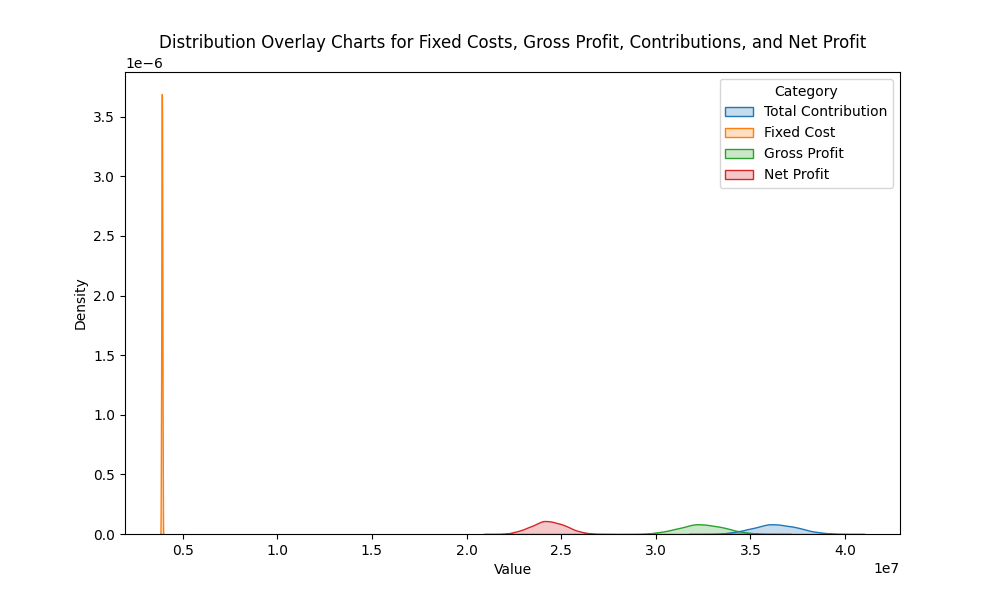 Distribution Overlay Charts for Fixed Costs, Gross Profit, Contributions, and Net Profit
1e−6
Category
Total Contribution
Fixed Cost
Gross Profit
Net Profit
3.5
3.0
2.5
2.0
1.5
1.0
0.5
0.0
Density
0.5 1.0 1.5 2.0 2.5 3.0 3.5 4.0
1e7
Value